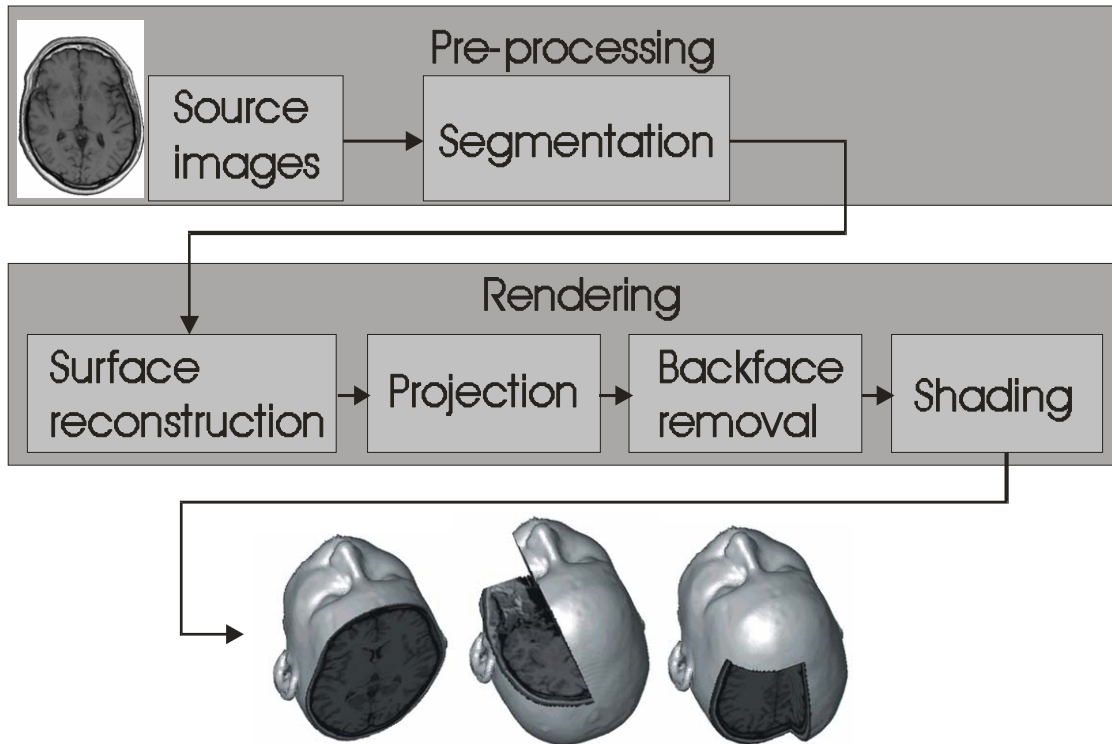 Pre-processing
Source
images
Segmentation
Rendering
Surface
reconstruction
Projection
Backface
removal
Shading